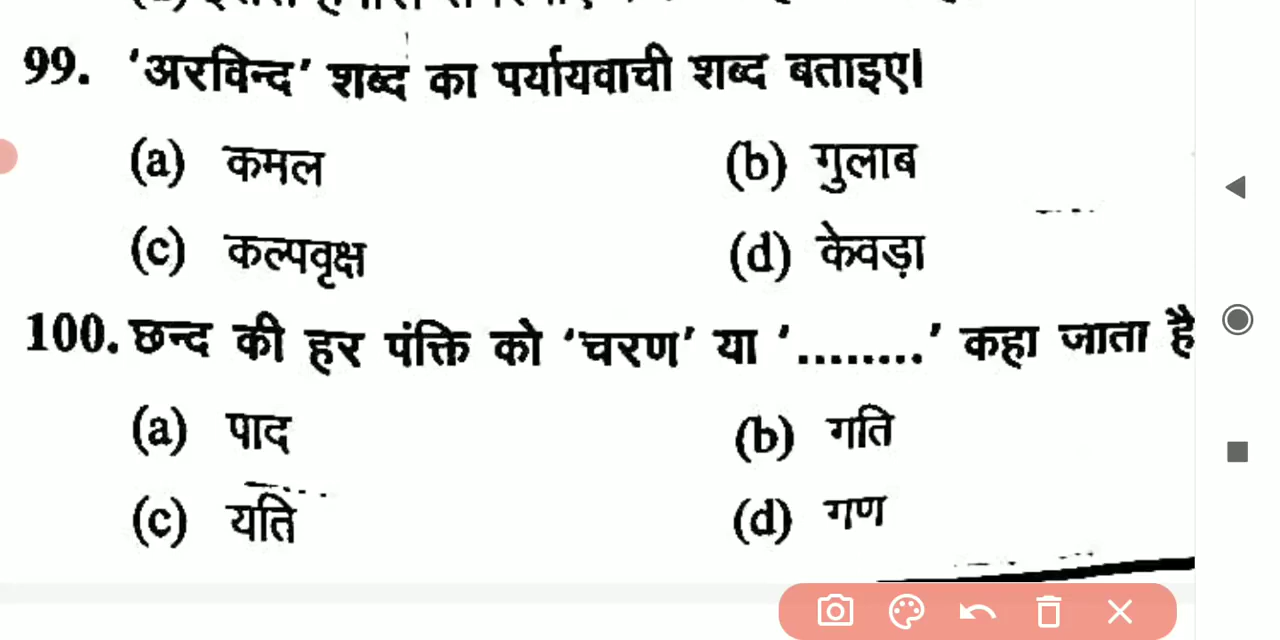 99. 'अरविन्द' शब्द का पर्यायवाची शब्द बताइए।
(a) कमल (b) गुलाब
(c) कल्पवृक्ष (d) केवड़ा
100. छन्द की हर पंक्ति को 'चरण' या '........' कहा जाता है
(a) पाद (b) गति
(c) यति (d) गण